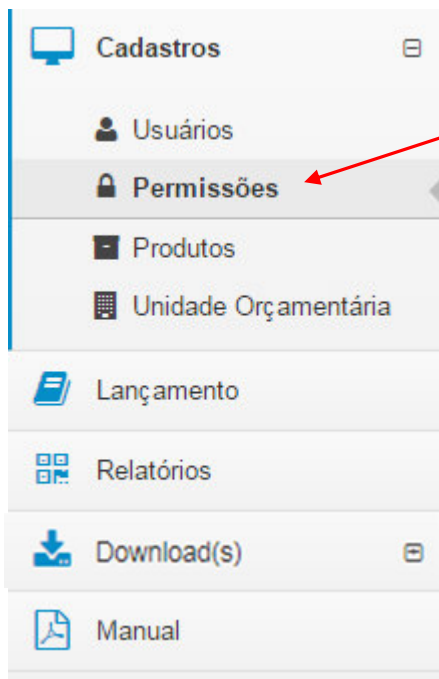 Cadastros
Usuários
Permissões
Produtos
Unidade Orçamentária
Lançamento
Relatórios
Download(s)
Manual